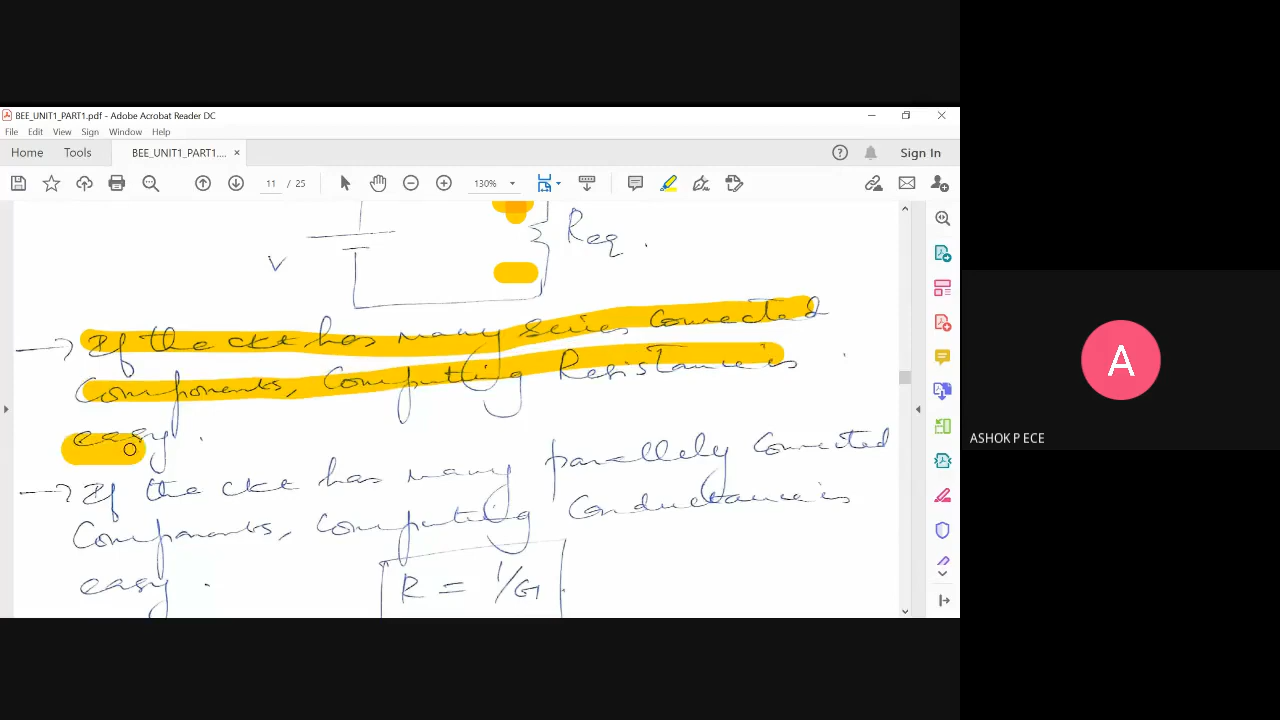 BEE_UNIT1_PART1.pdf - Adobe Acrobat Reader DC
File Edit View Sign Window Help
Home Tools BEE_UNIT1_PART1.... × Sign In
11 / 25 130%
Req.
V
→ If the ckt has many series Connected
Components, Computing Resistance is
easy.
→ If the ckt has many parallely Connected
Components, Computing Conductance is
easy.
R = 1/G
A
ASHOK P ECE